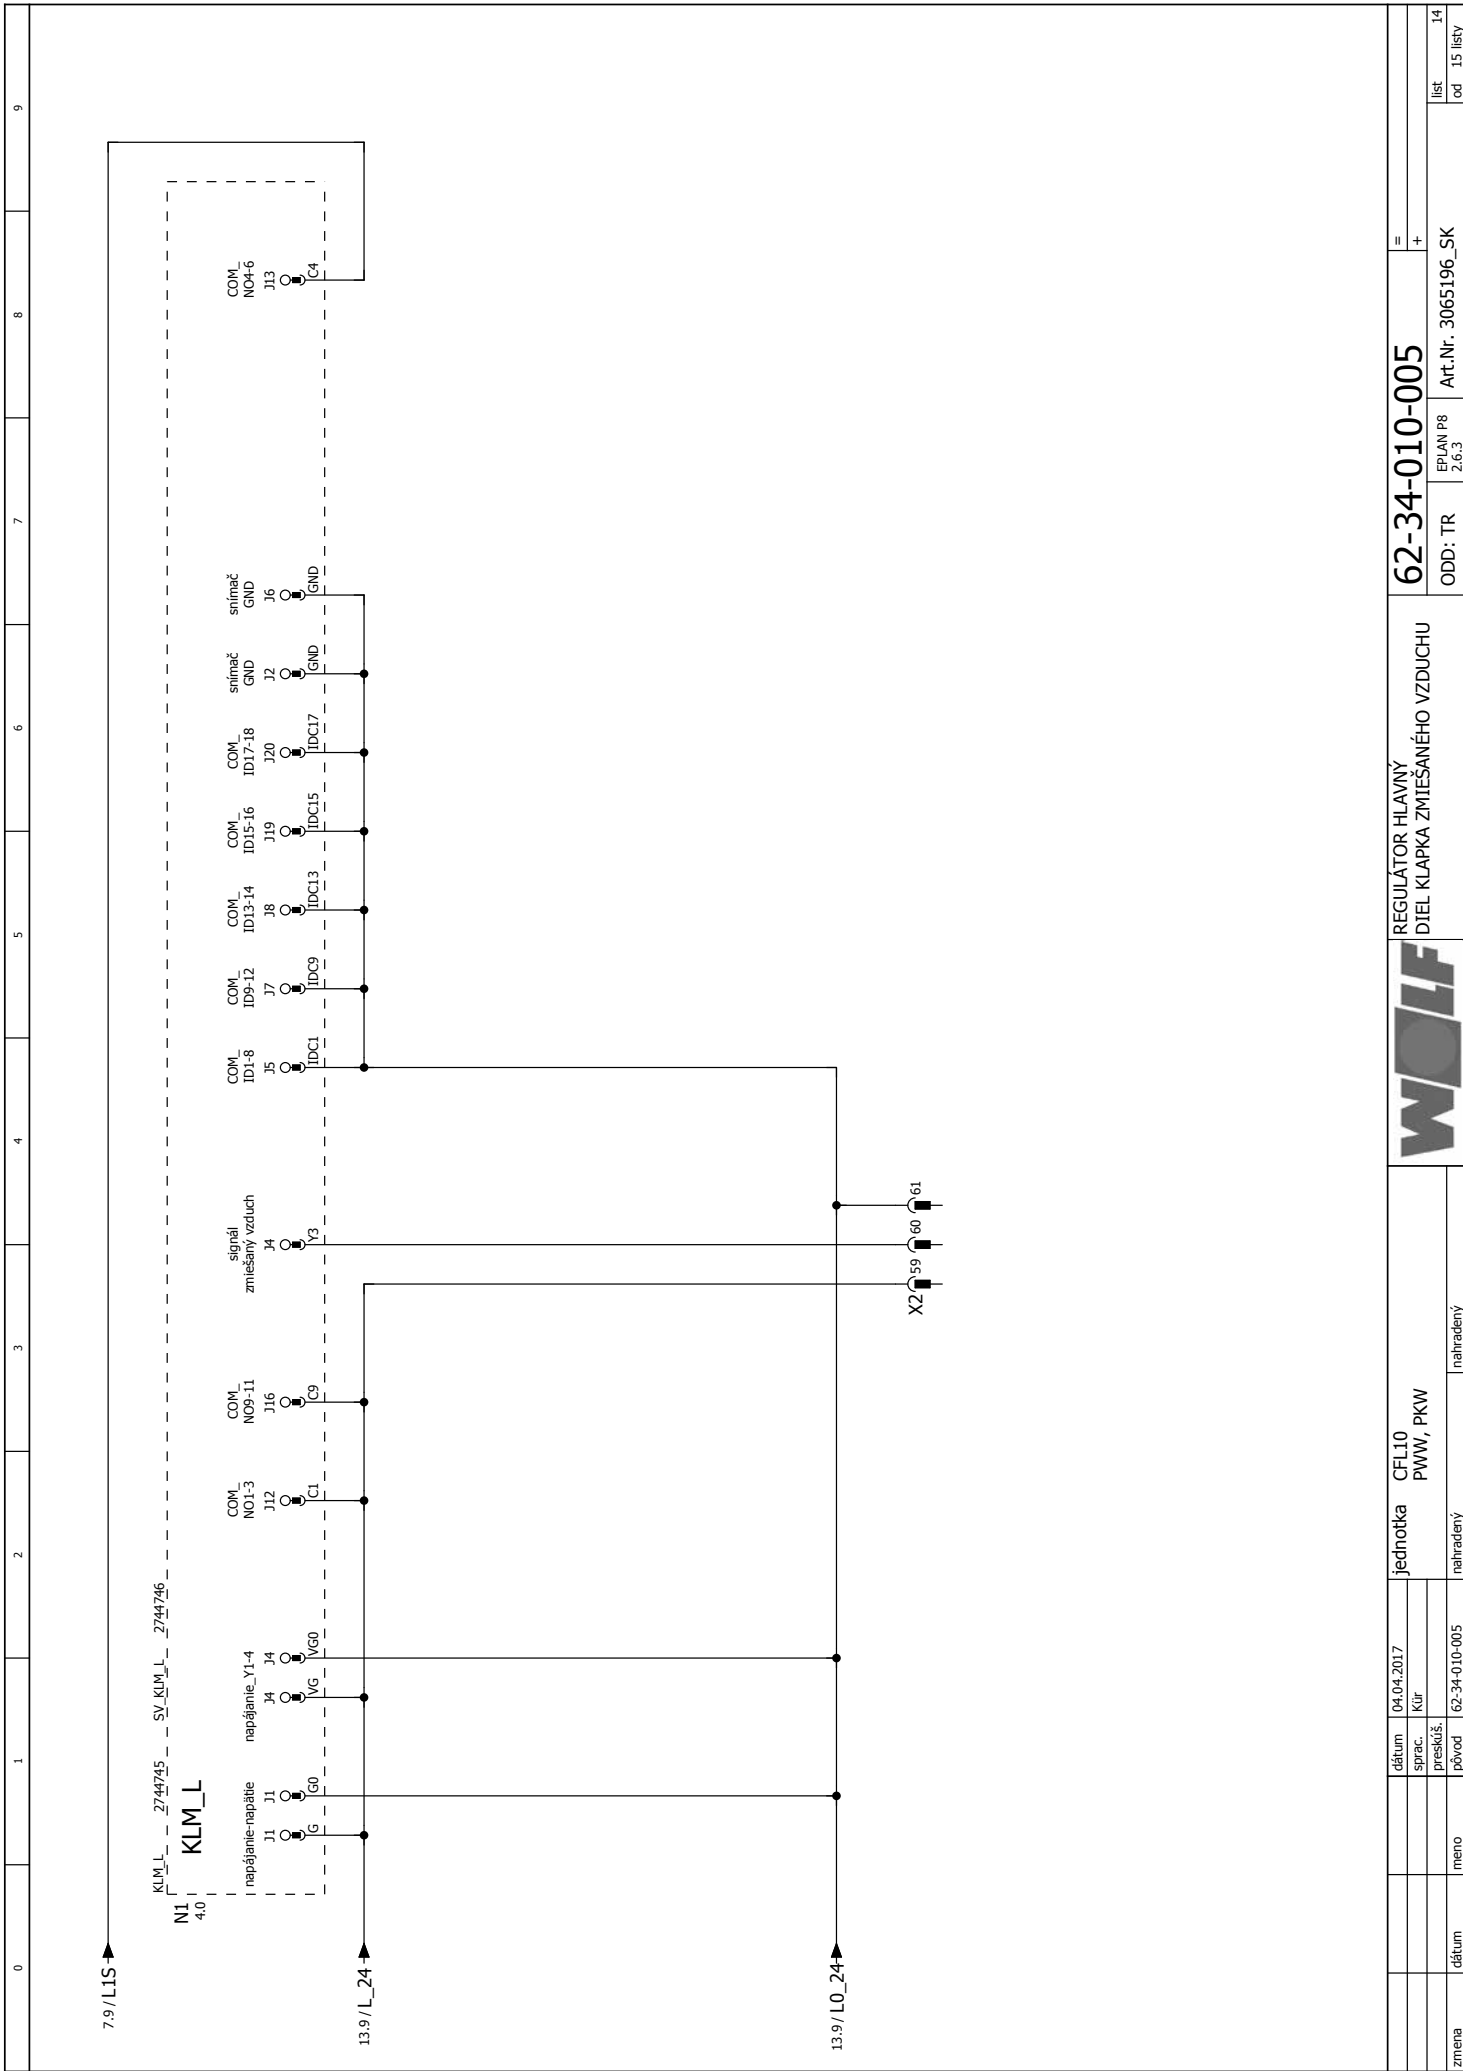 0 1 2 3 4 5 6 7 8 9
7.9 / L1S
N1
4.0
KLM_L 2744745 SV_KLM_L 2744746
KLM_L
napájanie-napätie
J1 J1
G G0
napájanie_Y1-4
J4 J4
VG VG0
COM_
NO1-3
J12
C1
COM_
NO9-11
J16
C9
signál
zmiešaný vzduch
J4
Y3
COM_
ID1-8
J5
IDC1
COM_
ID9-12
J7
IDC9
COM_
ID13-14
J8
IDC13
COM_
ID15-16
J19
IDC15
COM_
ID17-18
J20
IDC17
snímač
GND
J2
GND
snímač
GND
J6
GND
COM_
NO4-6
J13
C4
13.9 / L_24
13.9 / L0_24
X2 59 60 61
zmena dátum meno
dátum 04.04.2017
sprac. Kür
preskúš.
pôvod 62-34-010-005
jednotka CFL10
PWW, PKW
nahradený nahradený
WOLF
REGULÁTOR HLAVNÝ
DIEL KLAPKA ZMIEŠANÉHO VZDUCHU
62-34-010-005
=
+
ODD: TR
EPLAN P8
2.6.3
Art.Nr. 3065196_SK
list 14
od 15 listy